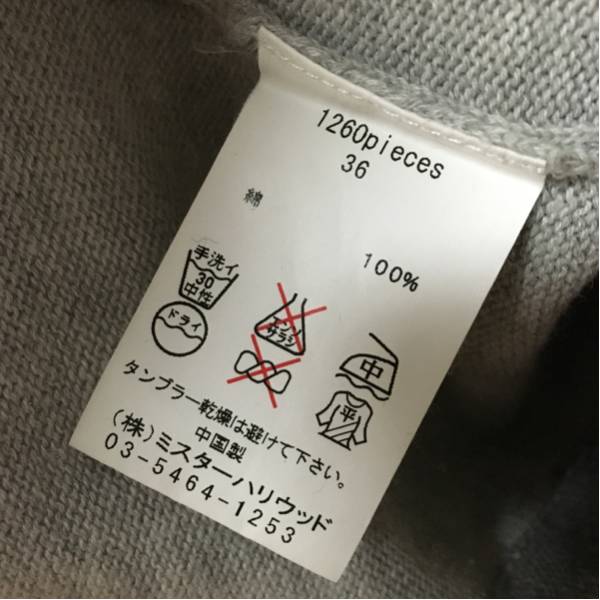 1260pieces
36
綿
100%
手洗イ
30
中性
ドライ
エンソ
サラシ
中
平
タンブラー乾燥は避けて下さい。
中国製
(株)ミスターハリウッド
03-5464-1253